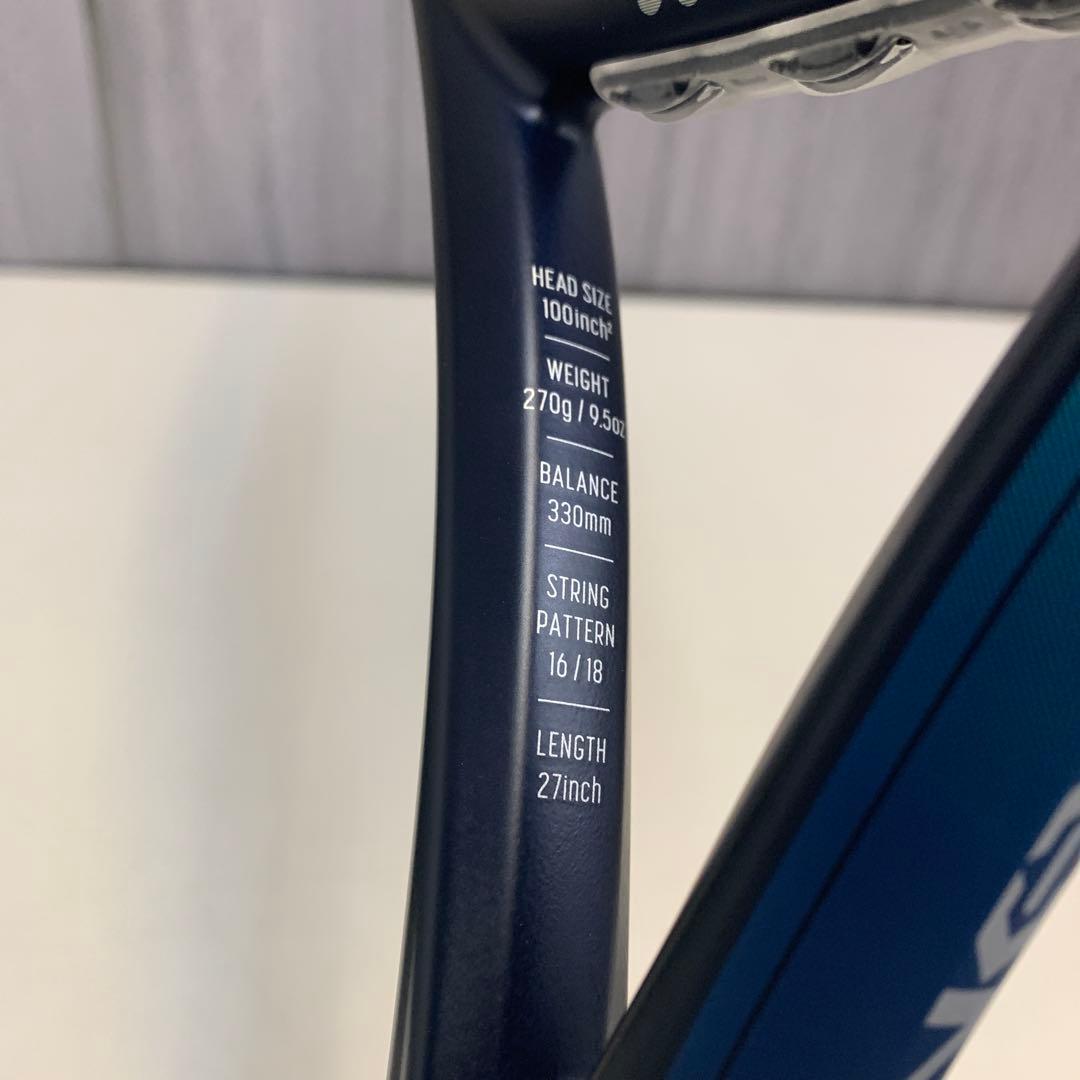 HEAD SIZE
100inch²
WEIGHT
270g / 9.5oz
BALANCE
330mm
STRING
PATTERN
16 / 18
LENGTH
27inch